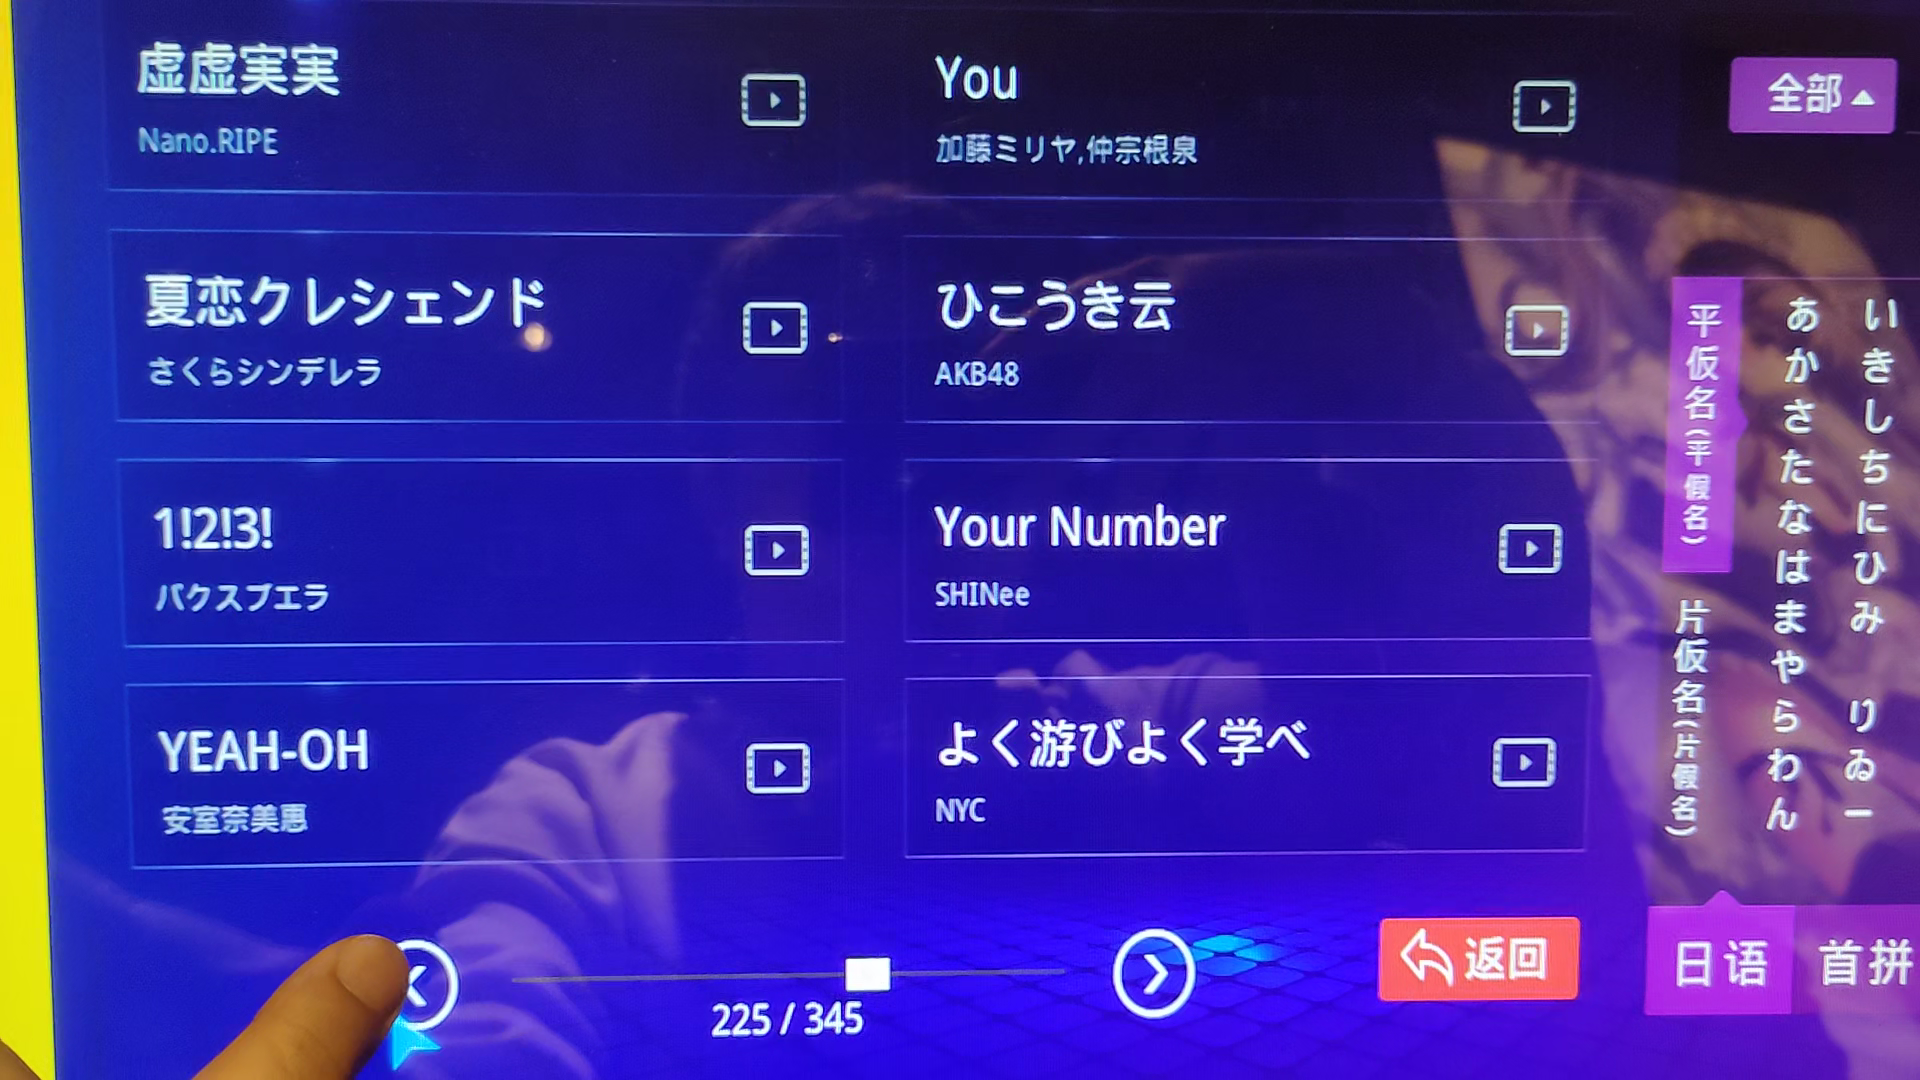 虚虚実実
Nano.RIPE
You
加藤ミリヤ,仲宗根泉
夏恋クレシェンド
さくらシンデレラ
ひこうき云
AKB48
1!2!3!
バクスブエラ
Your Number
SHINee
YEAH-OH
安室奈美恵
よく游びよく学べ
NYC
225 / 345
返回
全部
平仮名(平假名)
片仮名(片假名)
あかさたなはまやらわん
いきしちにひみ りゐー
日语
首拼